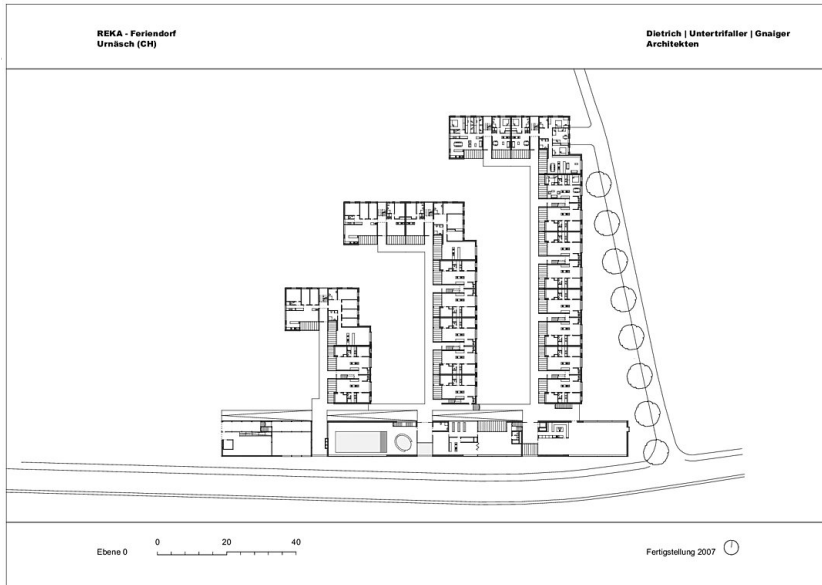 REKA - Feriendorf
Urnäsch (CH)
Dietrich | Untertrifaller | Gnaiger
Architekten
Ebene 0
0 20 40
Fertigstellung 2007